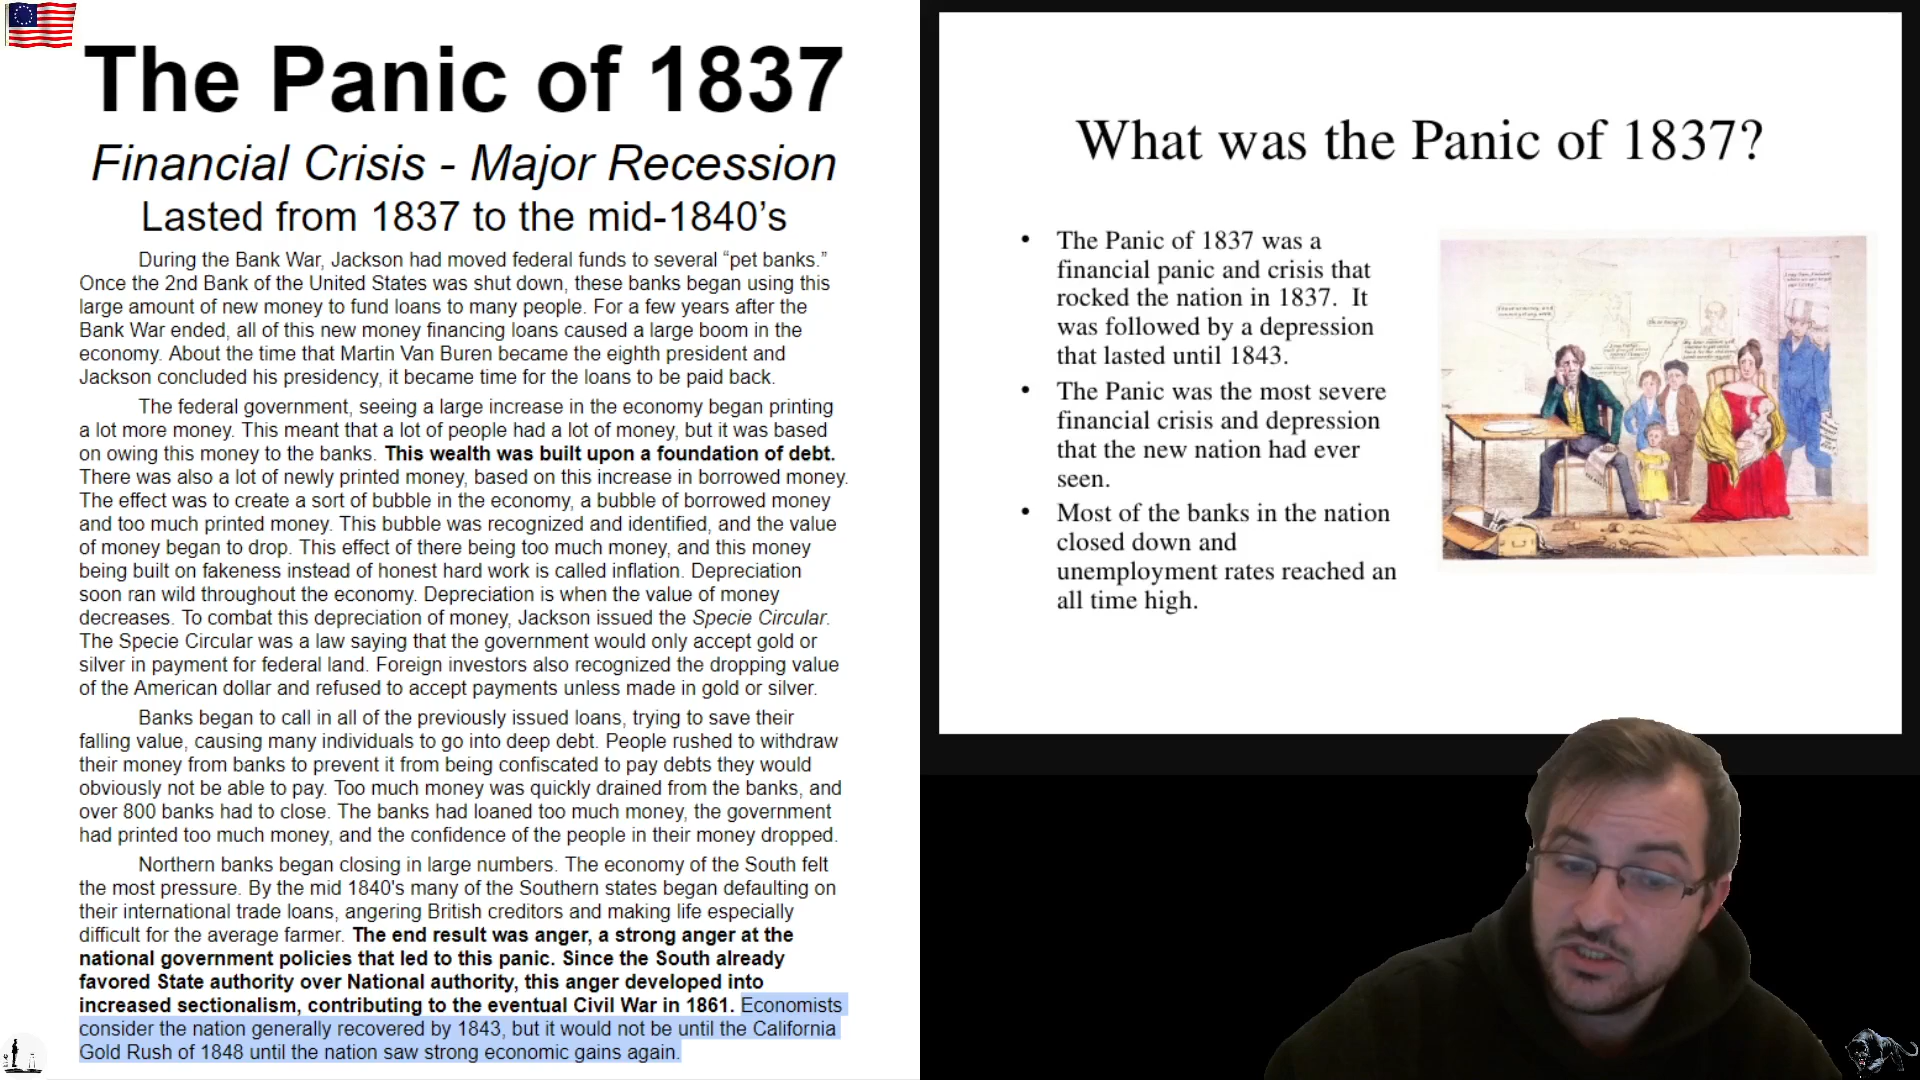 The Panic of 1837
Financial Crisis - Major Recession
Lasted from 1837 to the mid-1840’s
During the Bank War, Jackson had moved federal funds to several “pet banks.”
Once the 2nd Bank of the United States was shut down, these banks began using this
large amount of new money to fund loans to many people. For a few years after the
Bank War ended, all of this new money financing loans caused a large boom in the
economy. About the time that Martin Van Buren became the eighth president and
Jackson concluded his presidency, it became time for the loans to be paid back.
The federal government, seeing a large increase in the economy began printing
a lot more money. This meant that a lot of people had a lot of money, but it was based
on owing this money to the banks. This wealth was built upon a foundation of debt.
There was also a lot of newly printed money, based on this increase in borrowed money.
The effect was to create a sort of bubble in the economy, a bubble of borrowed money
and too much printed money. This bubble was recognized and identified, and the value
of money began to drop. This effect of there being too much money, and this money
being built on fakeness instead of honest hard work is called inflation. Depreciation
soon ran wild throughout the economy. Depreciation is when the value of money
decreases. To combat this depreciation of money, Jackson issued the Specie Circular.
The Specie Circular was a law saying that the government would only accept gold or
silver in payment for federal land. Foreign investors also recognized the dropping value
of the American dollar and refused to accept payments unless made in gold or silver.
Banks began to call in all of the previously issued loans, trying to save their
falling value, causing many individuals to go into deep debt. People rushed to withdraw
their money from banks to prevent it from being confiscated to pay debts they would
obviously not be able to pay. Too much money was quickly drained from the banks, and
over 800 banks had to close. The banks had loaned too much money, the government
had printed too much money, and the confidence of the people in their money dropped.
Northern banks began closing in large numbers. The economy of the South felt
the most pressure. By the mid 1840's many of the Southern states began defaulting on
their international trade loans, angering British creditors and making life especially
difficult for the average farmer. The end result was anger, a strong anger at the
national government policies that led to this panic. Since the South already
favored State authority over National authority, this anger developed into
increased sectionalism, contributing to the eventual Civil War in 1861. Economists
consider the nation generally recovered by 1843, but it would not be until the California
Gold Rush of 1848 until the nation saw strong economic gains again.
What was the Panic of 1837?
• The Panic of 1837 was a
financial panic and crisis that
rocked the nation in 1837. It
was followed by a depression
that lasted until 1843.
• The Panic was the most severe
financial crisis and depression
that the new nation had ever
seen.
• Most of the banks in the nation
closed down and
unemployment rates reached an
all time high.